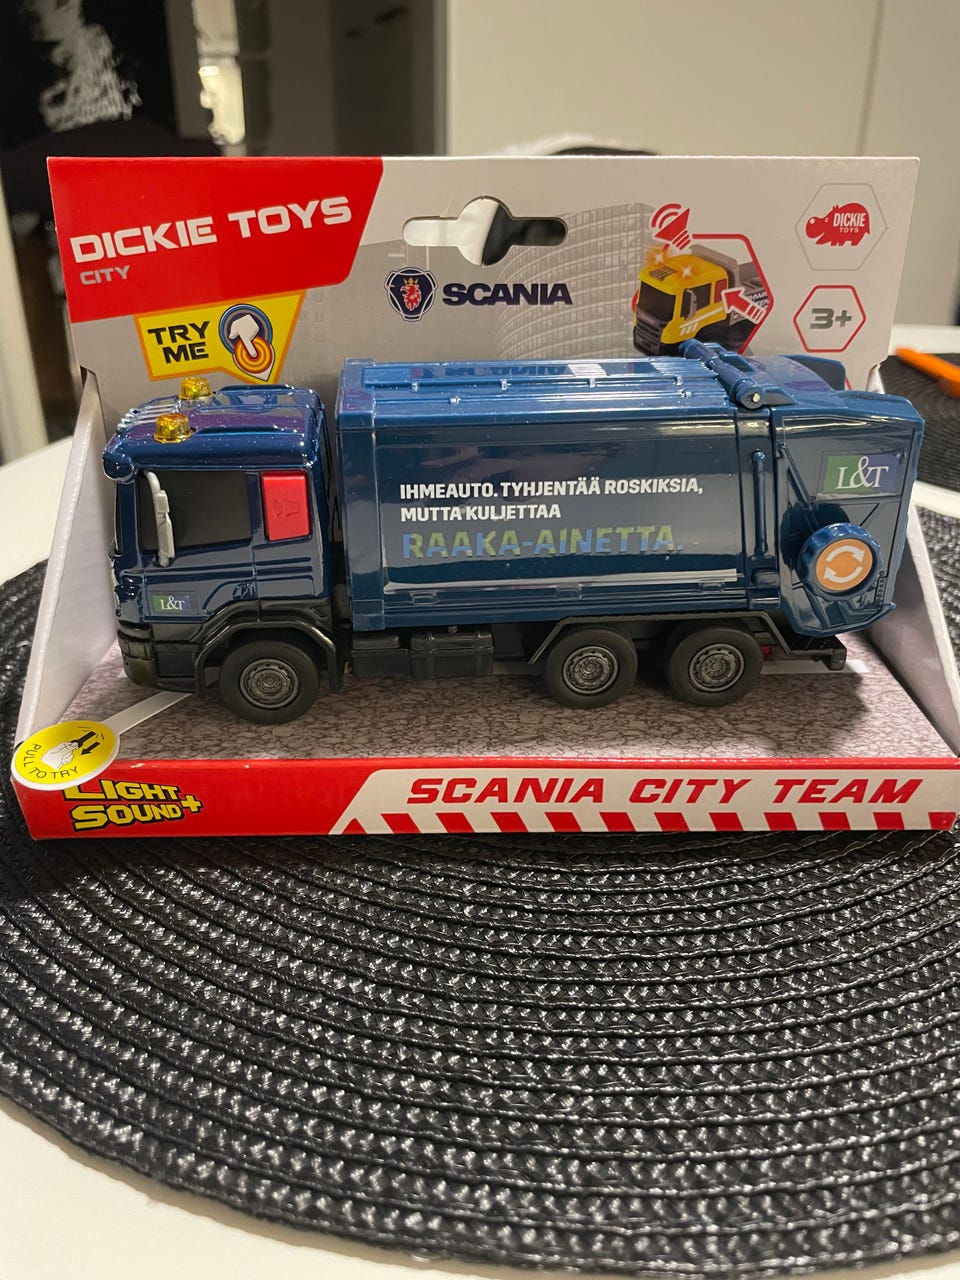 DICKIE TOYS
CITY
TRY
ME
SCANIA
DICKIE
TOYS
3+
IHMEAUTO. TYHJENTÄÄ ROSKIKSIA,
MUTTA KULJETTAA
RAAKA-AINETTA.
L&T
L&T
PULL TO TRY
LIGHT
SOUND+
SCANIA CITY TEAM